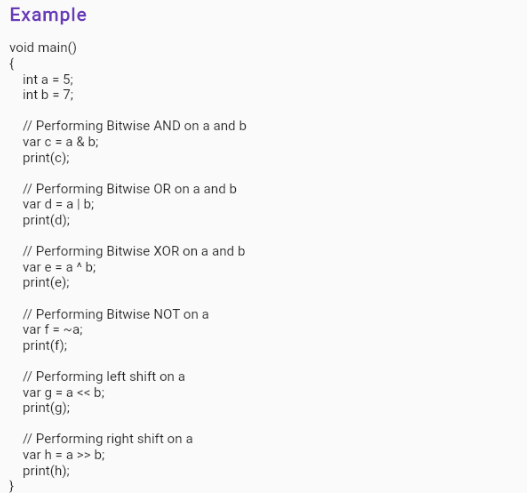 Example
void main()
{
int a = 5;
int b = 7;
// Performing Bitwise AND on a and b
var c = a & b;
print(c);
// Performing Bitwise OR on a and b
var d = a | b;
print(d);
// Performing Bitwise XOR on a and b
var e = a ^ b;
print(e);
// Performing Bitwise NOT on a
var f = ~a;
print(f);
// Performing left shift on a
var g = a << b;
print(g);
// Performing right shift on a
var h = a >> b;
print(h);
}